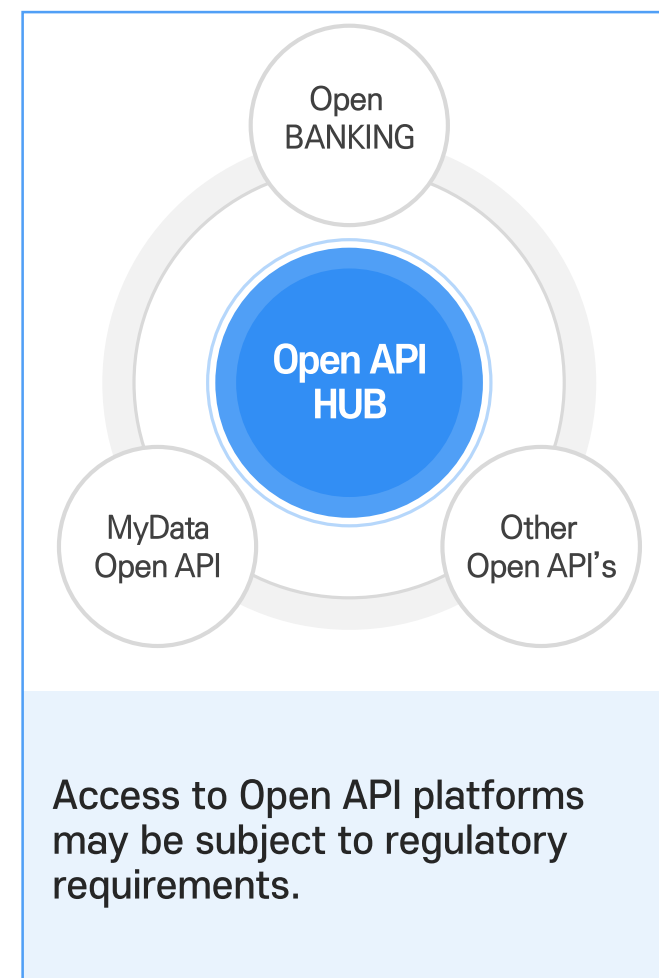 Open
BANKING
Open API
HUB
MyData
Open API
Other
Open API's
Access to Open API platforms
may be subject to regulatory
requirements.